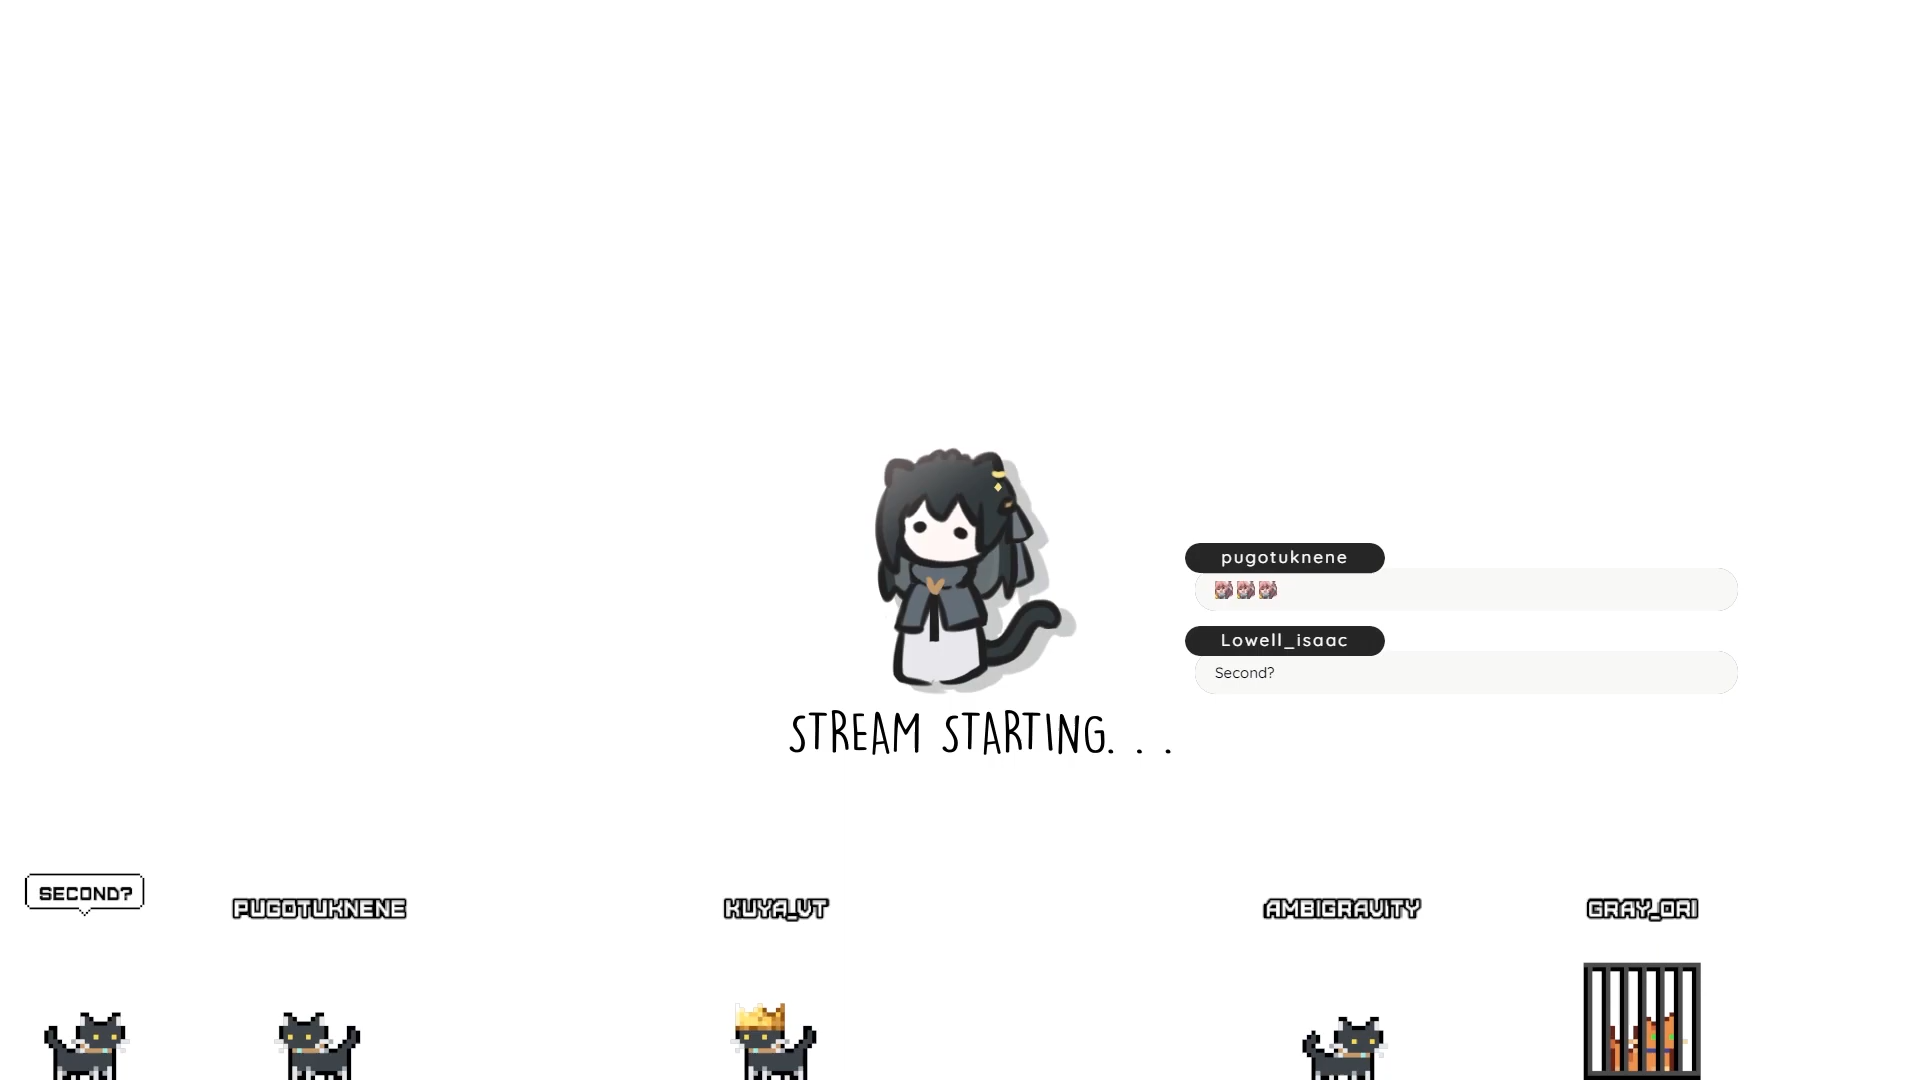 pugotuknene
Lowell_isaac
Second?
STREAM STARTING. . .
SECOND?
PUGOTUKNENE
KUYA_VT
AMBIGRAVITY
GRAY_ORI